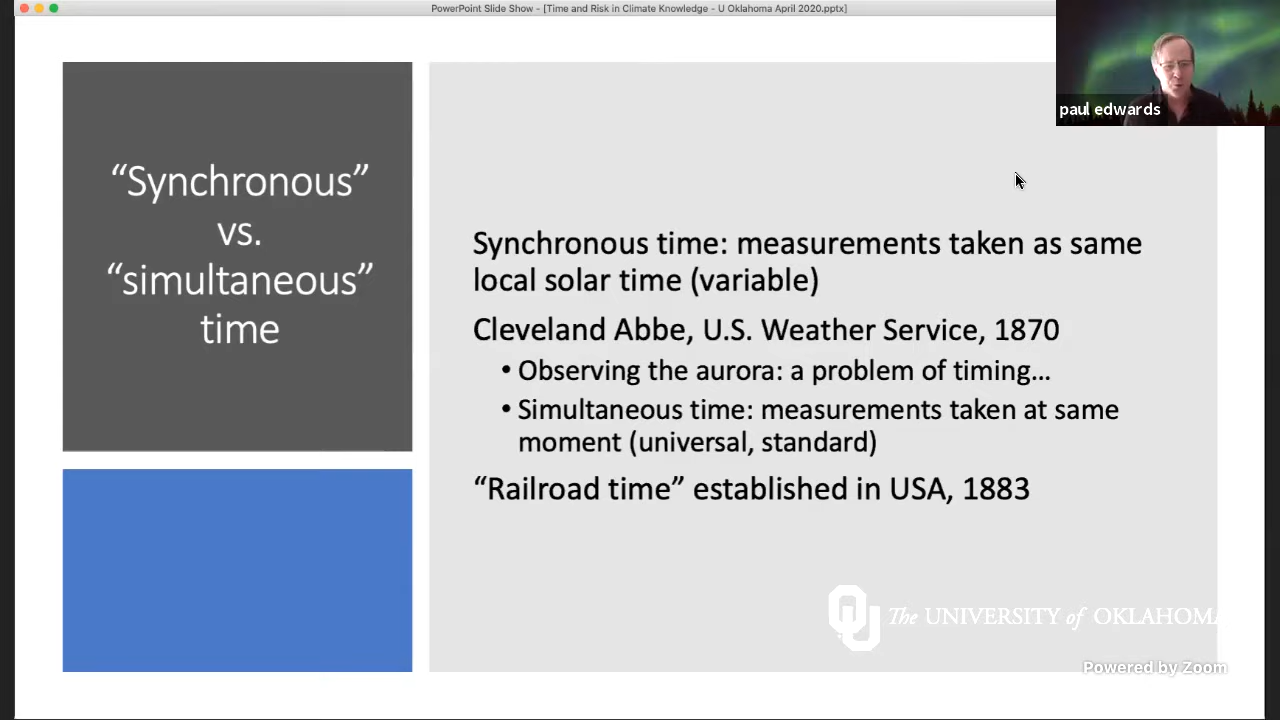 PowerPoint Slide Show - [Time and Risk in Climate Knowledge - U Oklahoma April 2020.pptx]
paul edwards
“Synchronous”
vs.
“simultaneous”
time
Synchronous time: measurements taken as same
local solar time (variable)
Cleveland Abbe, U.S. Weather Service, 1870
• Observing the aurora: a problem of timing…
• Simultaneous time: measurements taken at same
moment (universal, standard)
“Railroad time” established in USA, 1883
The UNIVERSITY of OKLAHOMA
Powered by Zoom